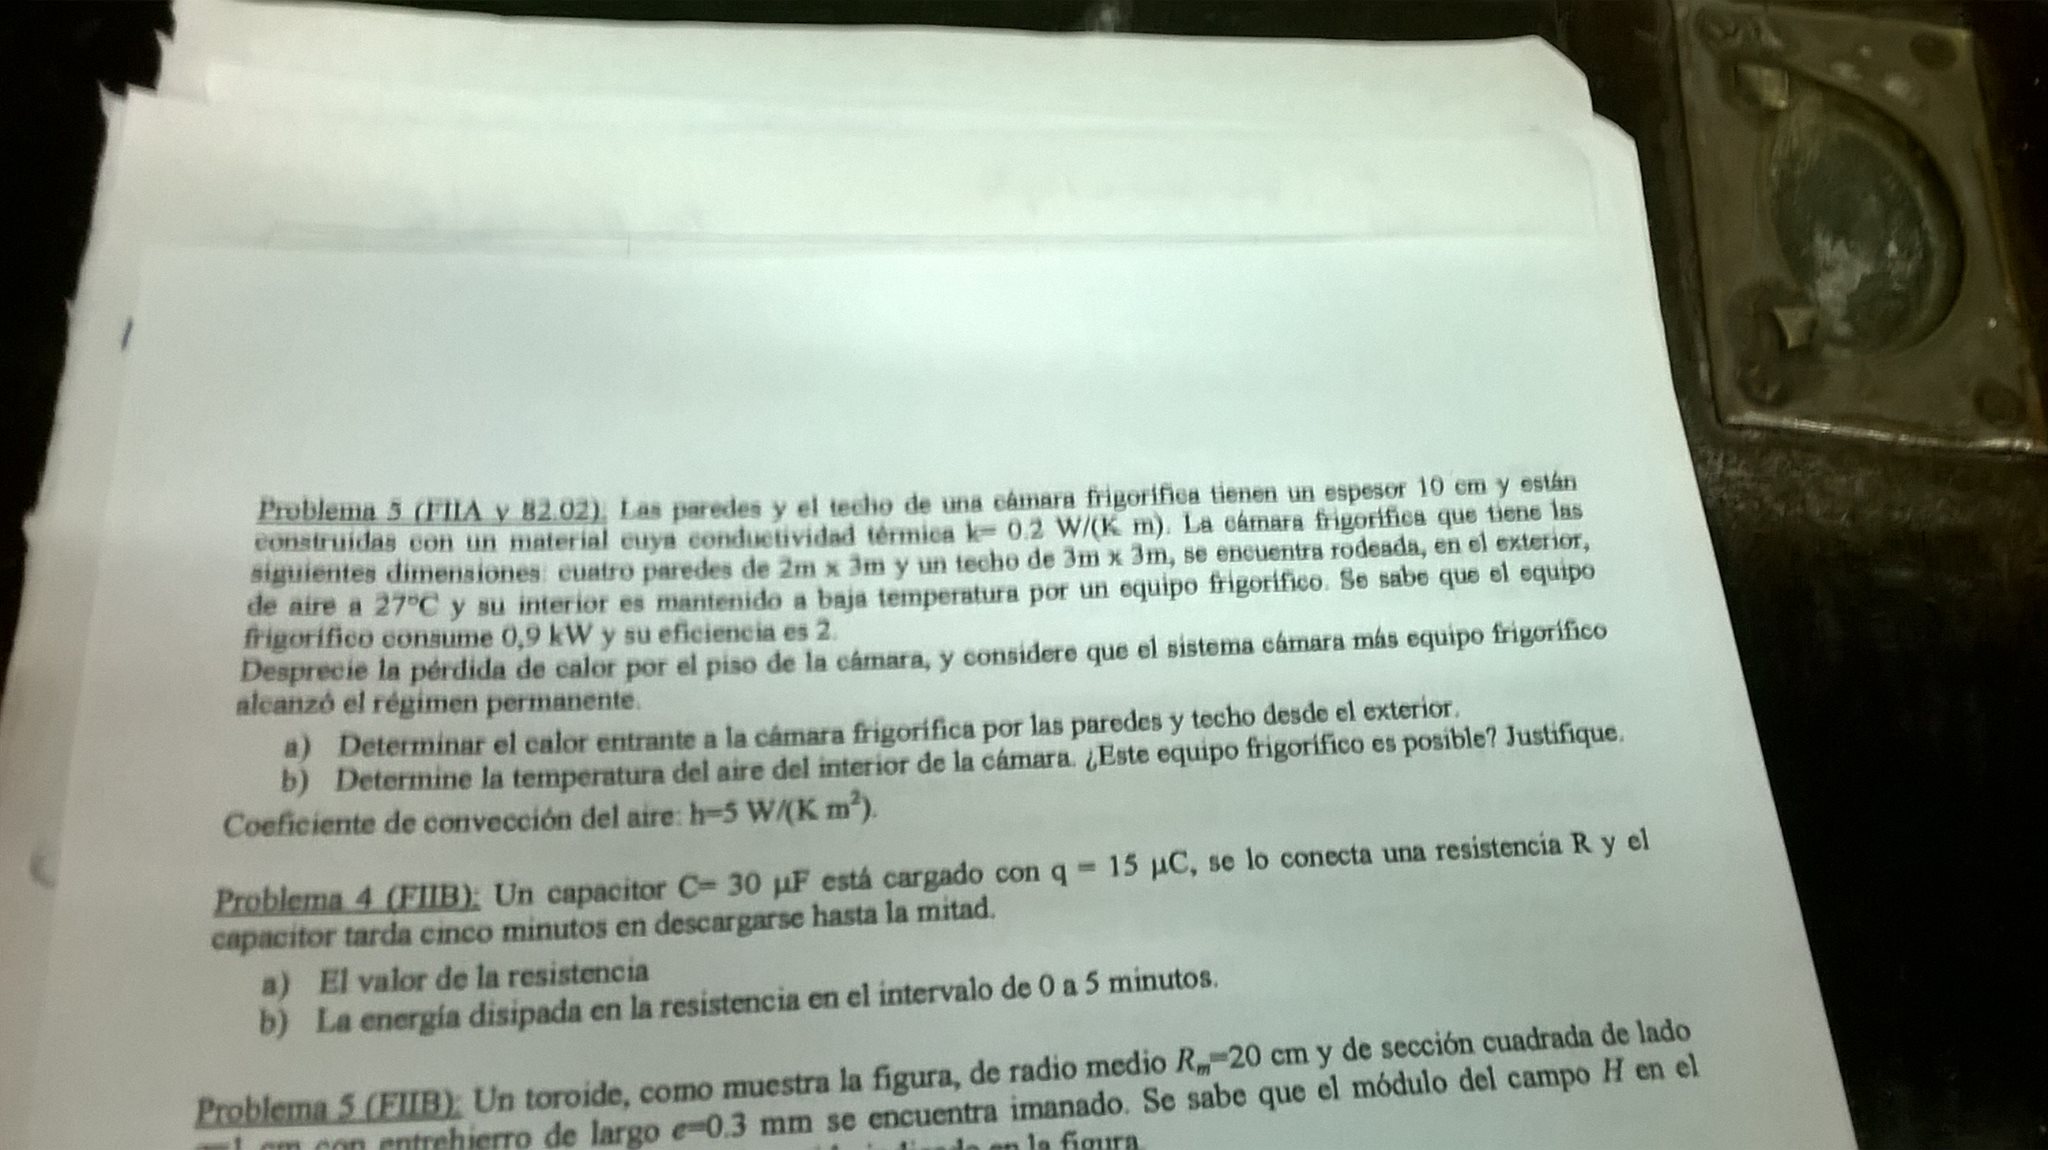 Problema 5 (FIIA y 82.02): Las paredes y el techo de una cámara frigorífica tienen un espesor 10 cm y están
construidas con un material cuya conductividad térmica k= 0.2 W/(K m). La cámara frigorífica que tiene las
siguientes dimensiones: cuatro paredes de 2m x 3m y un techo de 3m x 3m, se encuentra rodeada, en el exterior,
de aire a 27°C y su interior es mantenido a baja temperatura por un equipo frigorífico. Se sabe que el equipo
frigorífico consume 0,9 kW y su eficiencia es 2.
Desprecie la pérdida de calor por el piso de la cámara, y considere que el sistema cámara más equipo frigorífico
alcanzó el régimen permanente.
a) Determinar el calor entrante a la cámara frigorífica por las paredes y techo desde el exterior.
b) Determine la temperatura del aire del interior de la cámara. ¿Este equipo frigorífico es posible? Justifique.
Coeficiente de convección del aire: h=5 W/(K m²).
Problema 4 (FIIB): Un capacitor C= 30 µF está cargado con q = 15 µC, se lo conecta una resistencia R y el
capacitor tarda cinco minutos en descargarse hasta la mitad.
a) El valor de la resistencia
b) La energía disipada en la resistencia en el intervalo de 0 a 5 minutos.
Problema 5 (FIIB): Un toroide, como muestra la figura, de radio medio Rm=20 cm y de sección cuadrada de lado
cm con entrehierro de largo e=0.3 mm se encuentra imanado. Se sabe que el módulo del campo H en el
en la figura